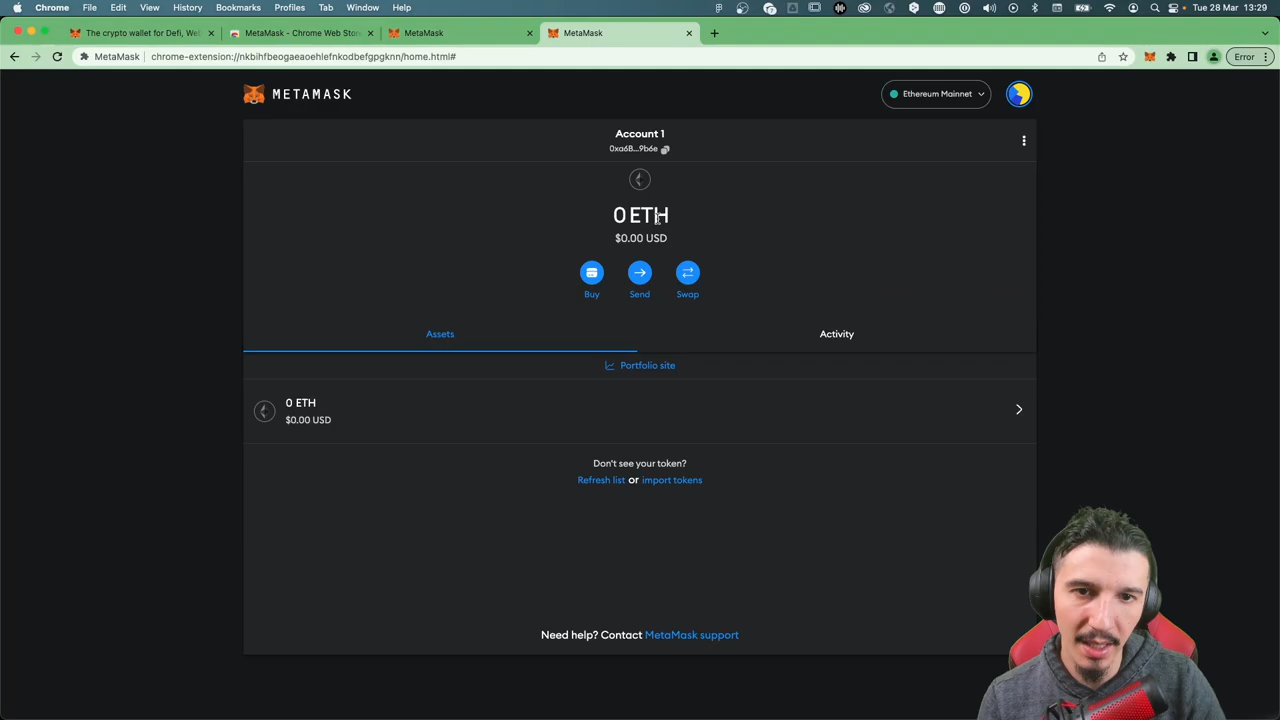 Chrome File Edit View History Bookmarks Profiles Tab Window Help Tue 28 Mar 13:29
The crypto wallet for Defi, We MetaMask - Chrome Web Stor MetaMask MetaMask
MetaMask chrome-extension://nkbihfbeogaeaoehlefnkodbefgpgknn/home.html# Error
METAMASK
Ethereum Mainnet
Account 1
0xa6B...9b6e
0 ETH
$0.00 USD
Buy Send Swap
Assets Activity
Portfolio site
0 ETH
$0.00 USD
Don't see your token?
Refresh list or import tokens
Need help? Contact MetaMask support